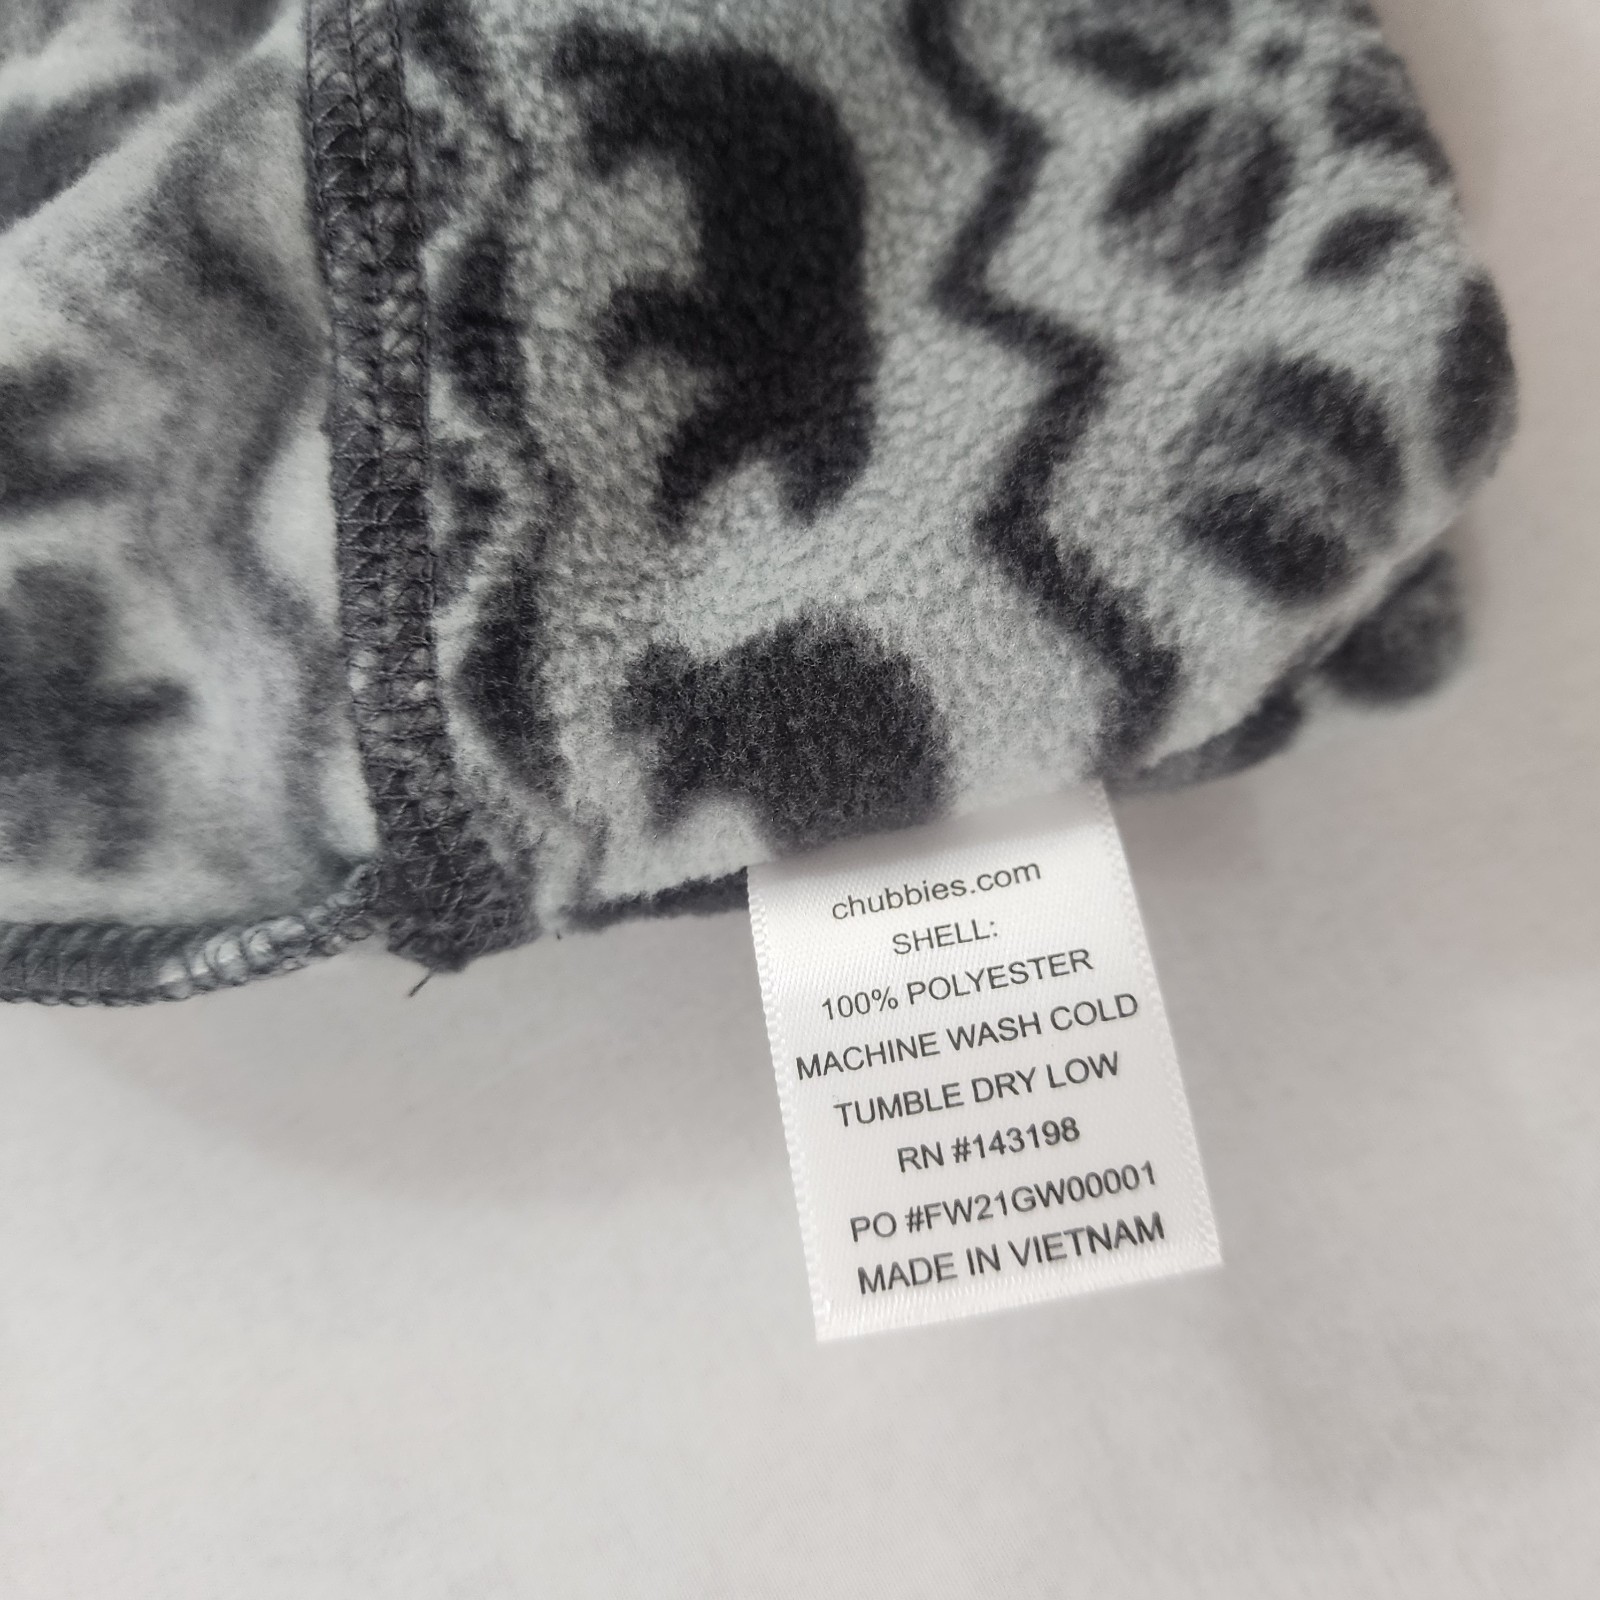 chubbies.com
SHELL:
100% POLYESTER
MACHINE WASH COLD
TUMBLE DRY LOW
RN #143198
PO #FW21GW00001
MADE IN VIETNAM